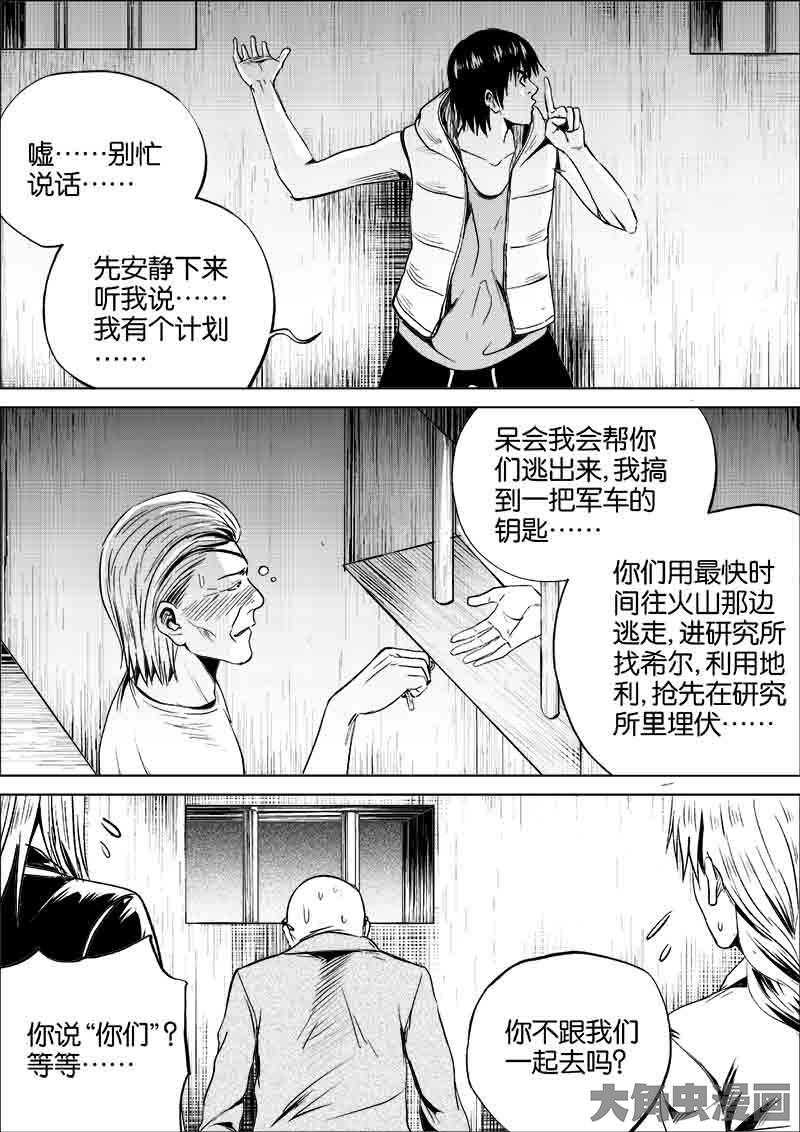 嘘……别忙
说话……
先安静下来
听我说……
我有个计划
……
呆会我会帮你
们逃出来,我搞
到一把军车的
钥匙……
你们用最快时
间往火山那边
逃走,进研究所
找希尔,利用地
利,抢先在研究
所里埋伏……
你说“你们”?
等等……
你不跟我们
一起去吗?
大角虫漫画